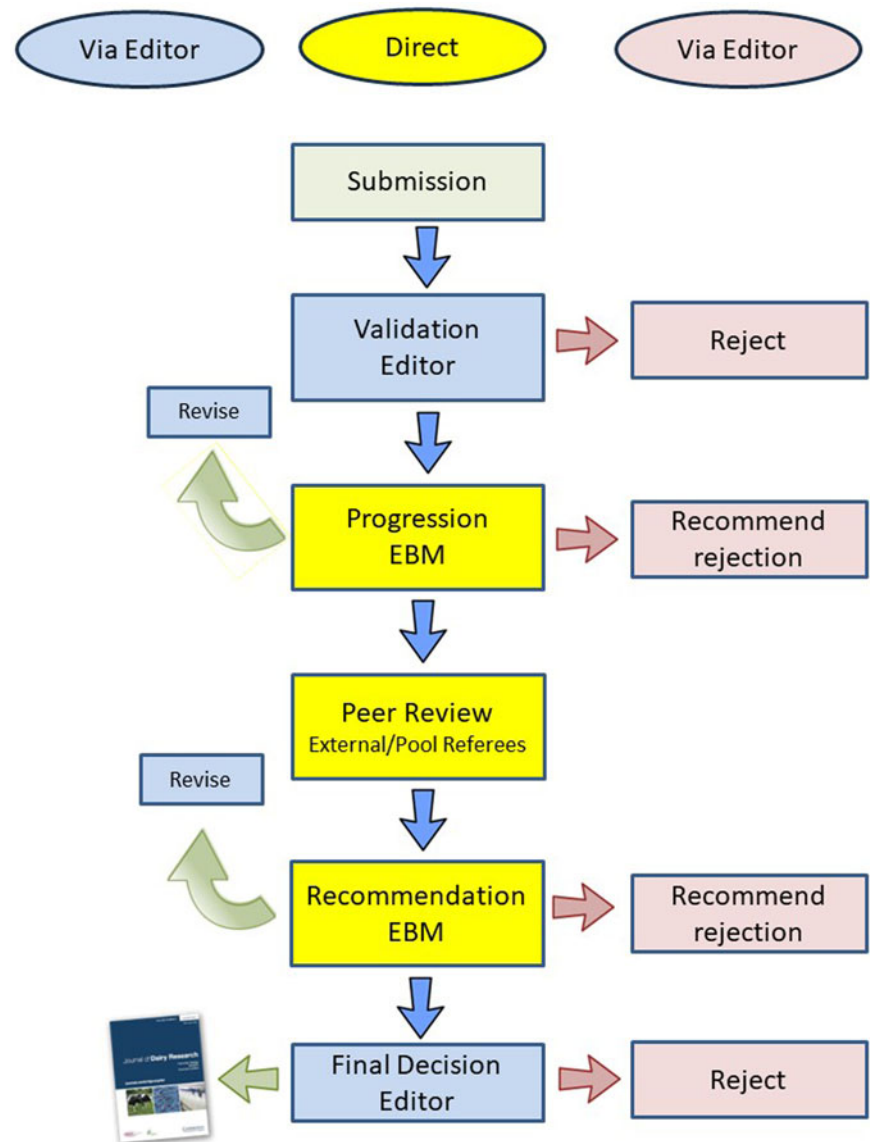 Via Editor
Direct
Via Editor
Submission
Validation
Editor
Reject
Revise
Progression
EBM
Recommend
rejection
Peer Review
External/Pool Referees
Revise
Recommendation
EBM
Recommend
rejection
Journal of Dairy Research
Final Decision
Editor
Reject